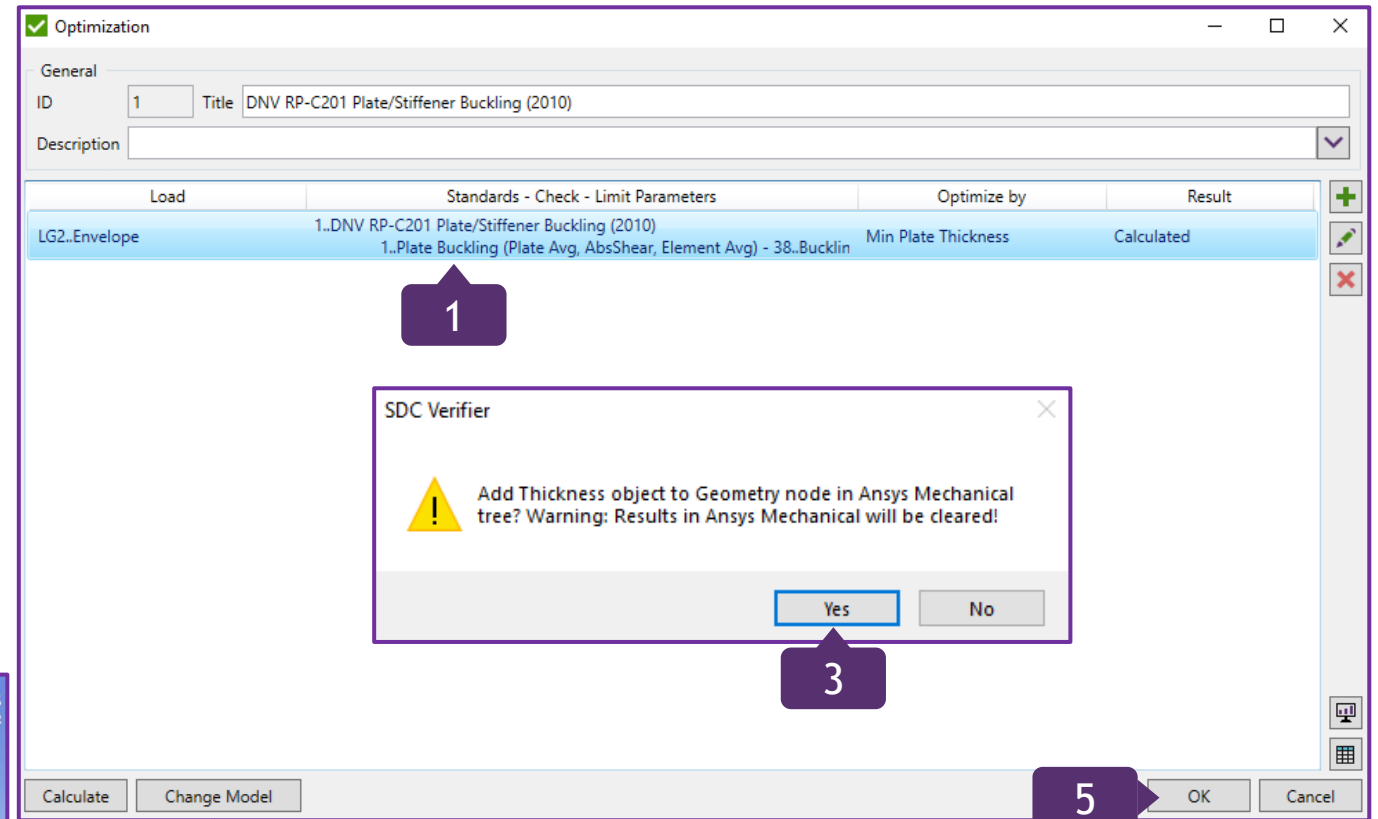 Optimization
General
ID 1 Title DNV RP-C201 Plate/Stiffener Buckling (2010)
Description
Load Standards - Check - Limit Parameters Optimize by Result
1..DNV RP-C201 Plate/Stiffener Buckling (2010)
LG2..Envelope 1..Plate Buckling (Plate Avg, AbsShear, Element Avg) - 38..Bucklin Min Plate Thickness Calculated
1
SDC Verifier
Add Thickness object to Geometry node in Ansys Mechanical
tree? Warning: Results in Ansys Mechanical will be cleared!
Yes No
3
Calculate Change Model 5 OK Cancel